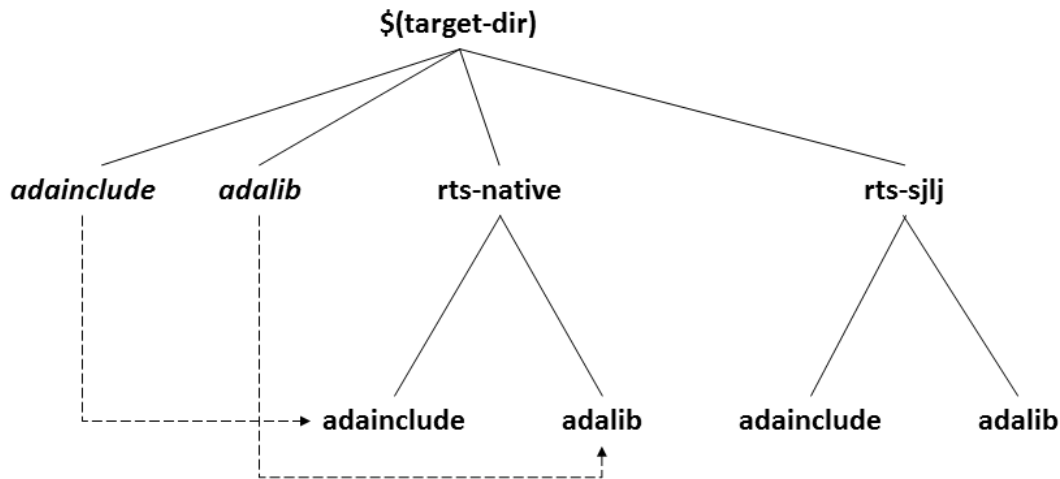 $(target-dir)
adainclude adalib rts-native rts-sjlj
adainclude adalib adainclude adalib